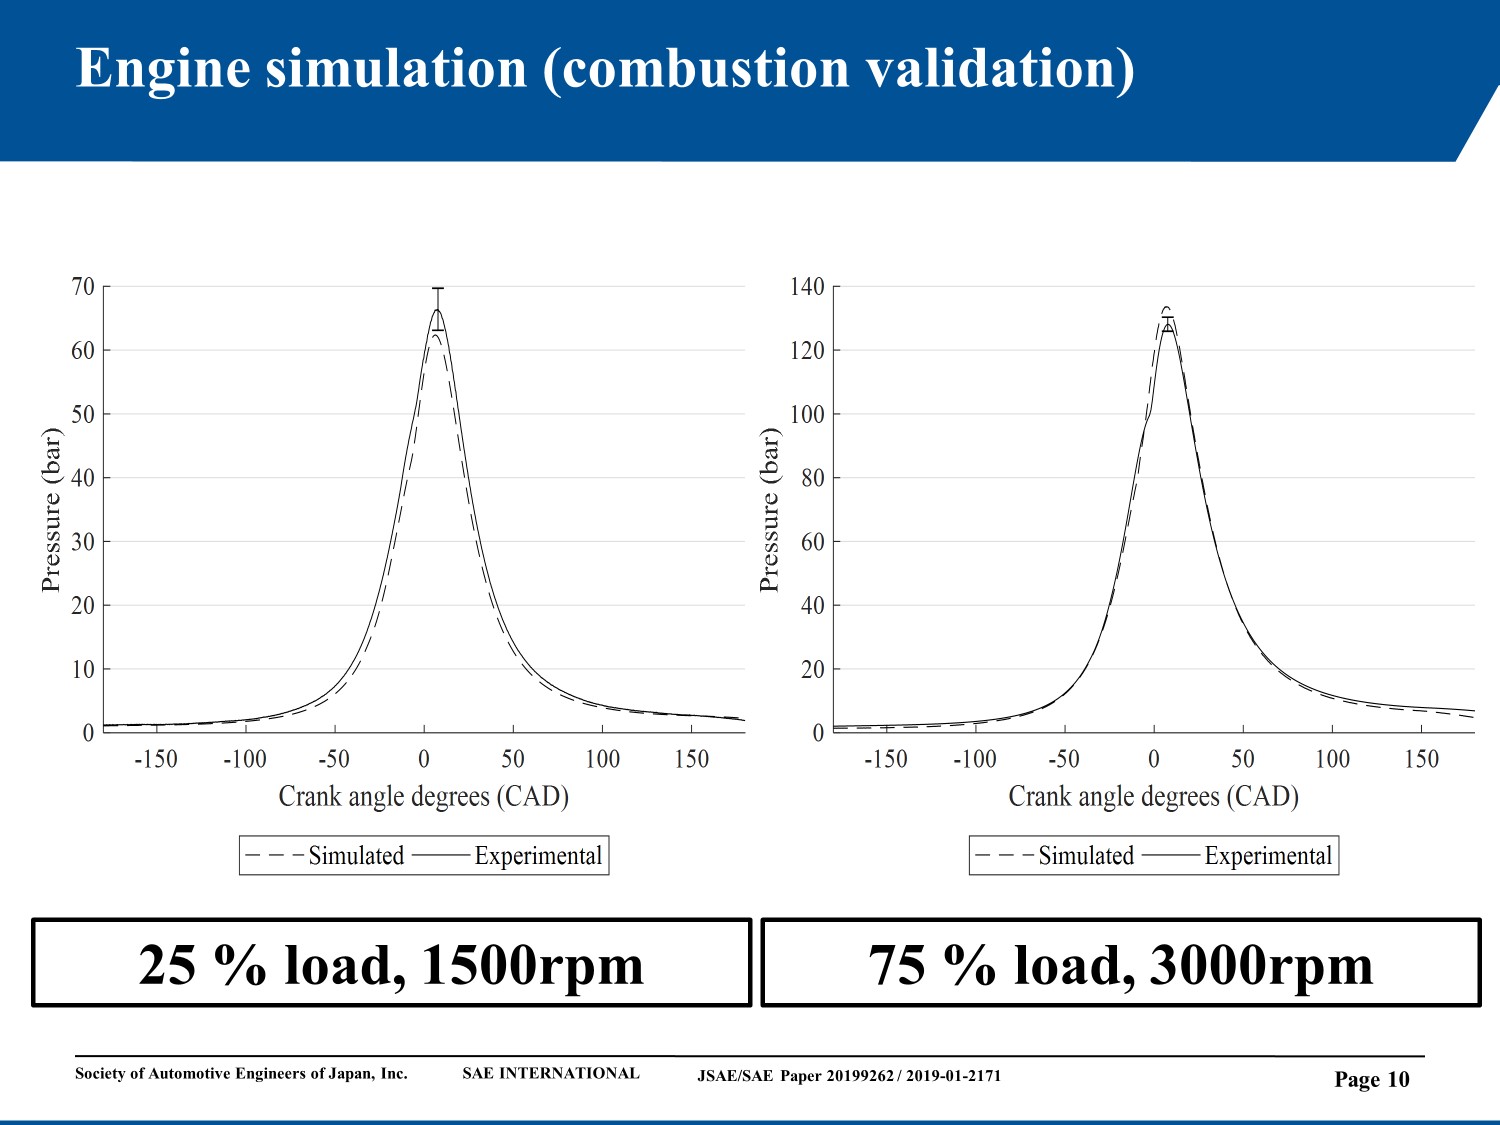 Engine simulation (combustion validation)
70
60
50
40
30
20
10
0
Pressure (bar)
-150 -100 -50 0 50 100 150
Crank angle degrees (CAD)
Simulated Experimental
140
120
100
80
60
40
20
0
Pressure (bar)
-150 -100 -50 0 50 100 150
Crank angle degrees (CAD)
Simulated Experimental
25 % load, 1500rpm
75 % load, 3000rpm
Society of Automotive Engineers of Japan, Inc. SAE INTERNATIONAL JSAE/SAE Paper 20199262 / 2019-01-2171 Page 10